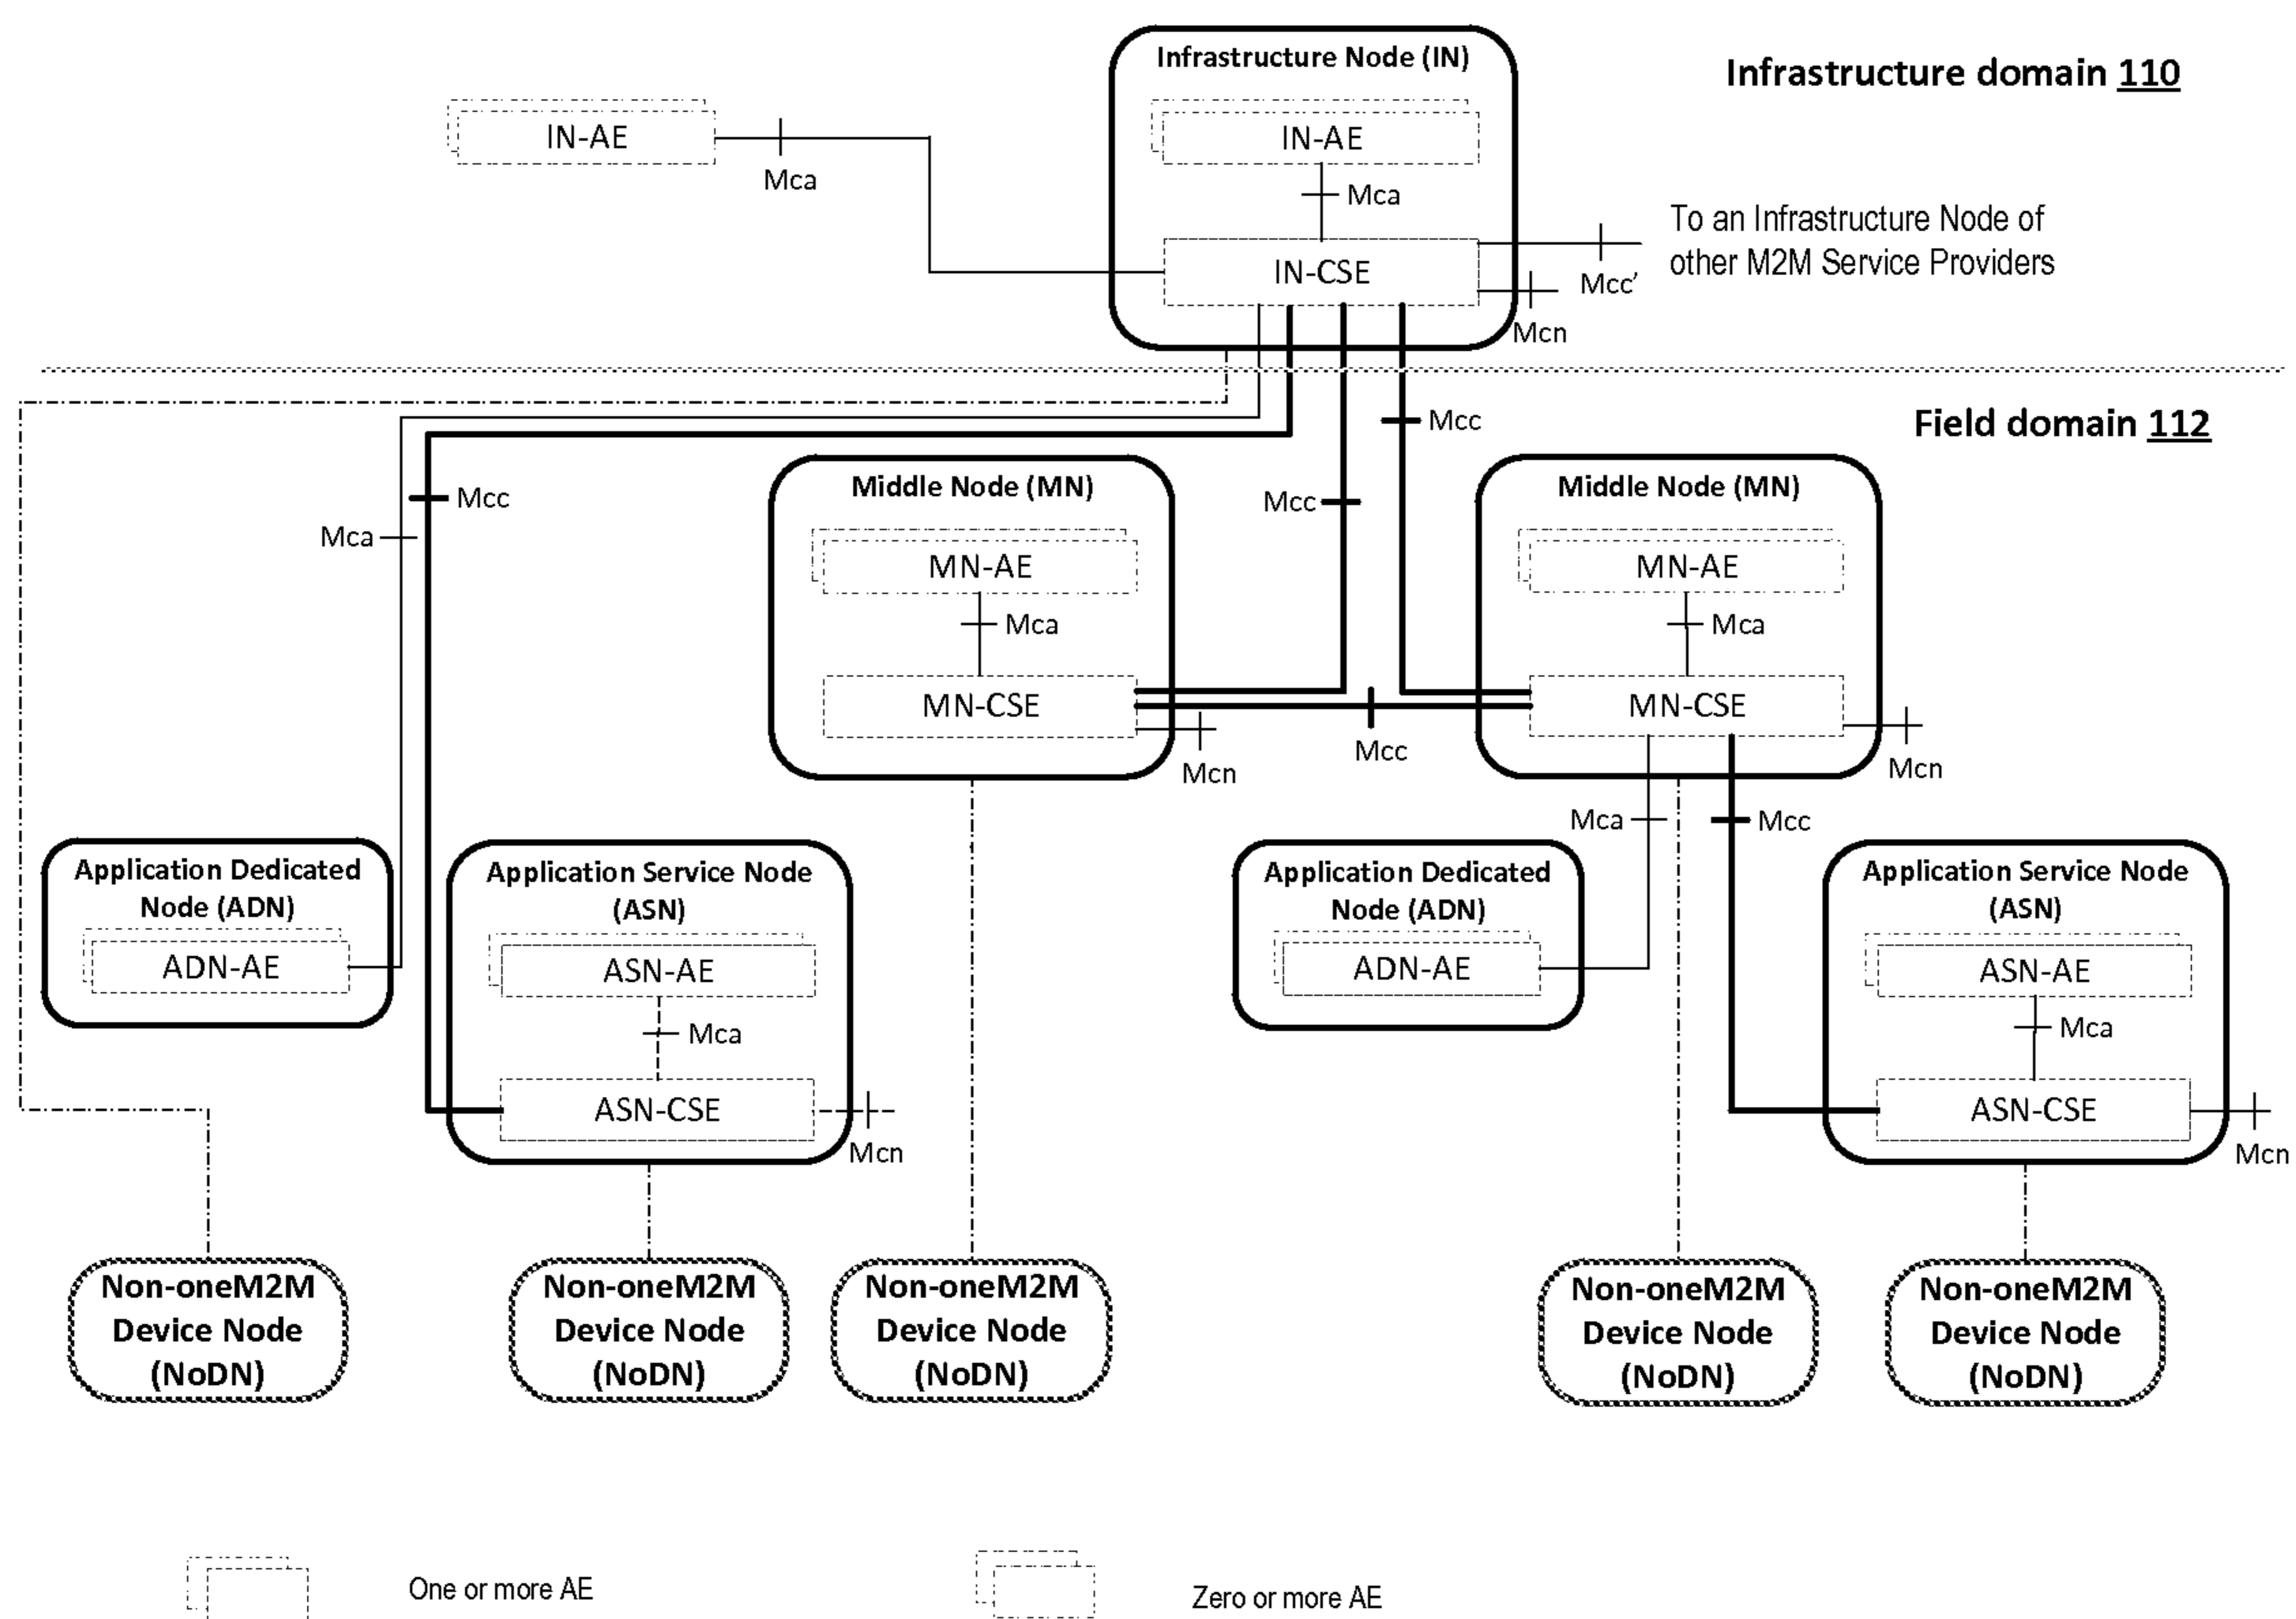 Infrastructure Node (IN)
Infrastructure domain 110
IN-AE
Mca
IN-AE
Mca
To an Infrastructure Node of
other M2M Service Providers
IN-CSE
Mcc'
Mcn
Field domain 112
Mcc
Mcc
Mca
Mcc
Middle Node (MN)
MN-AE
Mca
MN-CSE
Mcn
Mcc
Middle Node (MN)
MN-AE
Mca
MN-CSE
Mcn
Mca
Mcc
Application Dedicated
Node (ADN)
ADN-AE
Application Service Node
(ASN)
ASN-AE
Mca
ASN-CSE
Mcn
Application Dedicated
Node (ADN)
ADN-AE
Application Service Node
(ASN)
ASN-AE
Mca
ASN-CSE
Mcn
Non-oneM2M
Device Node
(NoDN)
Non-oneM2M
Device Node
(NoDN)
Non-oneM2M
Device Node
(NoDN)
Non-oneM2M
Device Node
(NoDN)
Non-oneM2M
Device Node
(NoDN)
One or more AE
Zero or more AE